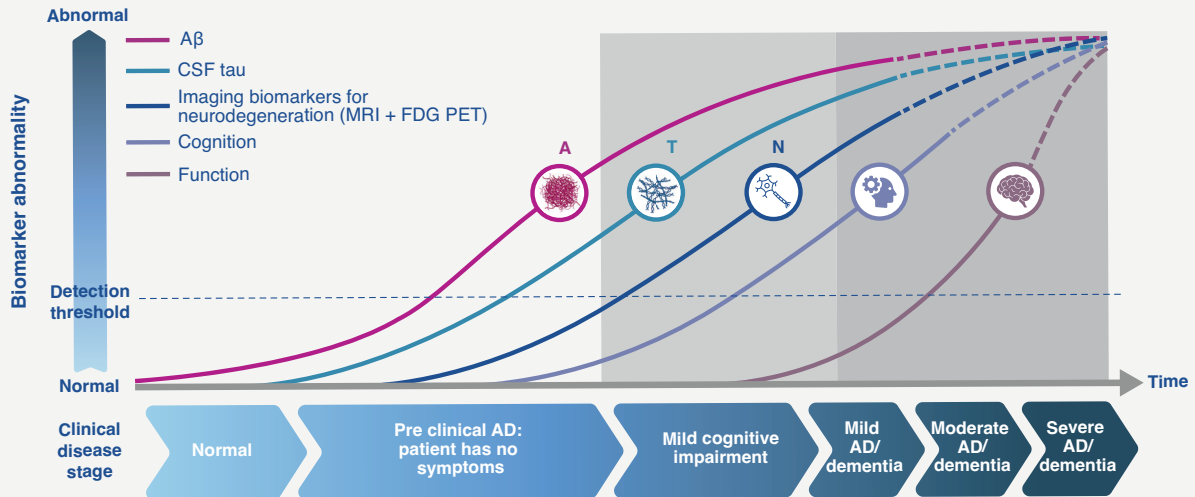 Abnormal
Aβ
CSF tau
Imaging biomarkers for
neurodegeneration (MRI + FDG PET)
Cognition
Function
Biomarker abnormality
A
T
N
Detection
threshold
Normal
Time
Clinical
disease
stage
Normal
Pre clinical AD:
patient has no
symptoms
Mild cognitive
impairment
Mild
AD/
dementia
Moderate
AD/
dementia
Severe
AD/
dementia